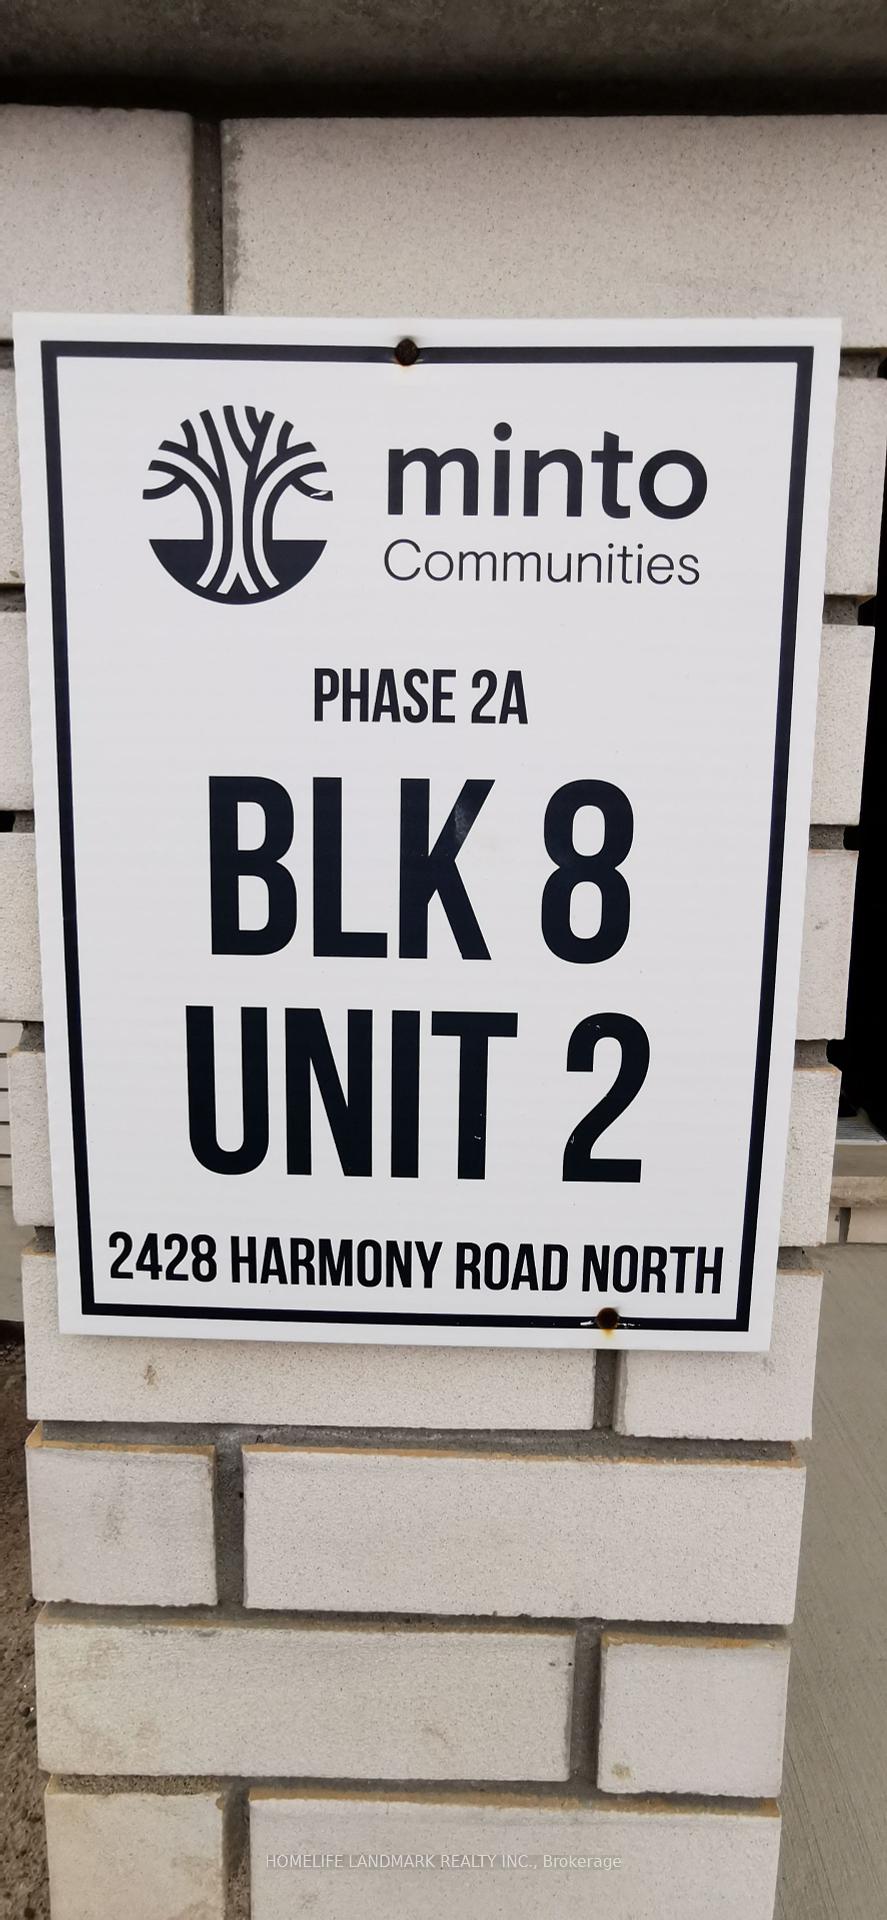 minto
Communities
PHASE 2A
BLK 8
UNIT 2
2428 HARMONY ROAD NORTH
HOMELIFE LANDMARK REALTY INC., Brokerage